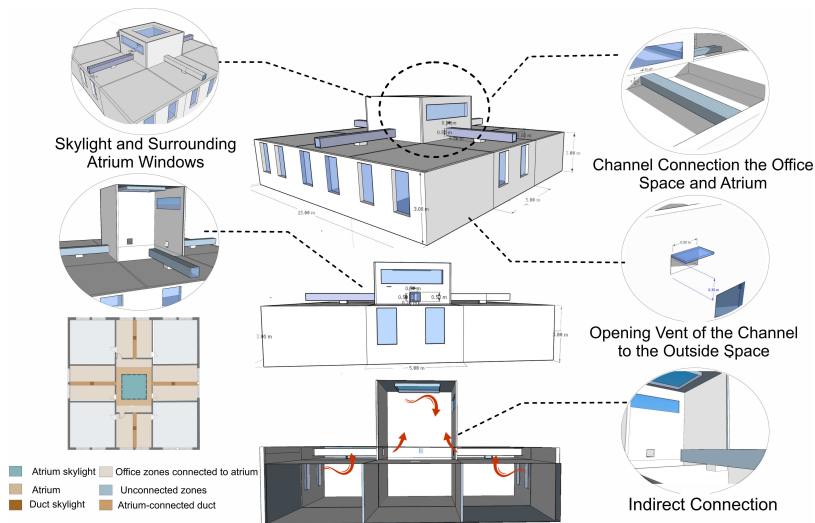 Skylight and Surrounding
Atrium Windows
Channel Connection the Office
Space and Atrium
15.00 m
3.00 m
5.00 m
3.00 m
Opening Vent of the Channel
to the Outside Space
5.00 m
Indirect Connection
Atrium skylight
Office zones connected to atrium
Atrium
Unconnected zones
Duct skylight
Atrium-connected duct